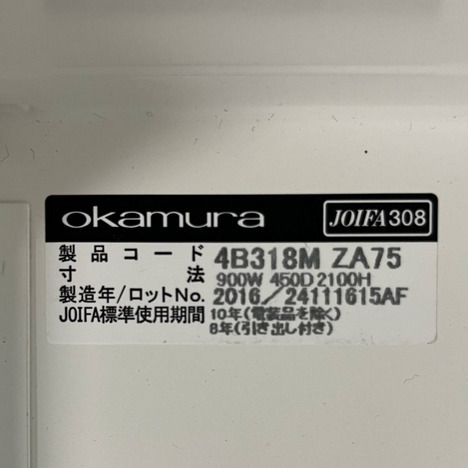 okamura JOIFA308
製品コード 4B318M ZA75
寸法 900W 450D 2100H
製造年/ロットNo. 2016/24111615AF
JOIFA標準使用期間 10年(電装品を除く)
8年(引き出し付き)